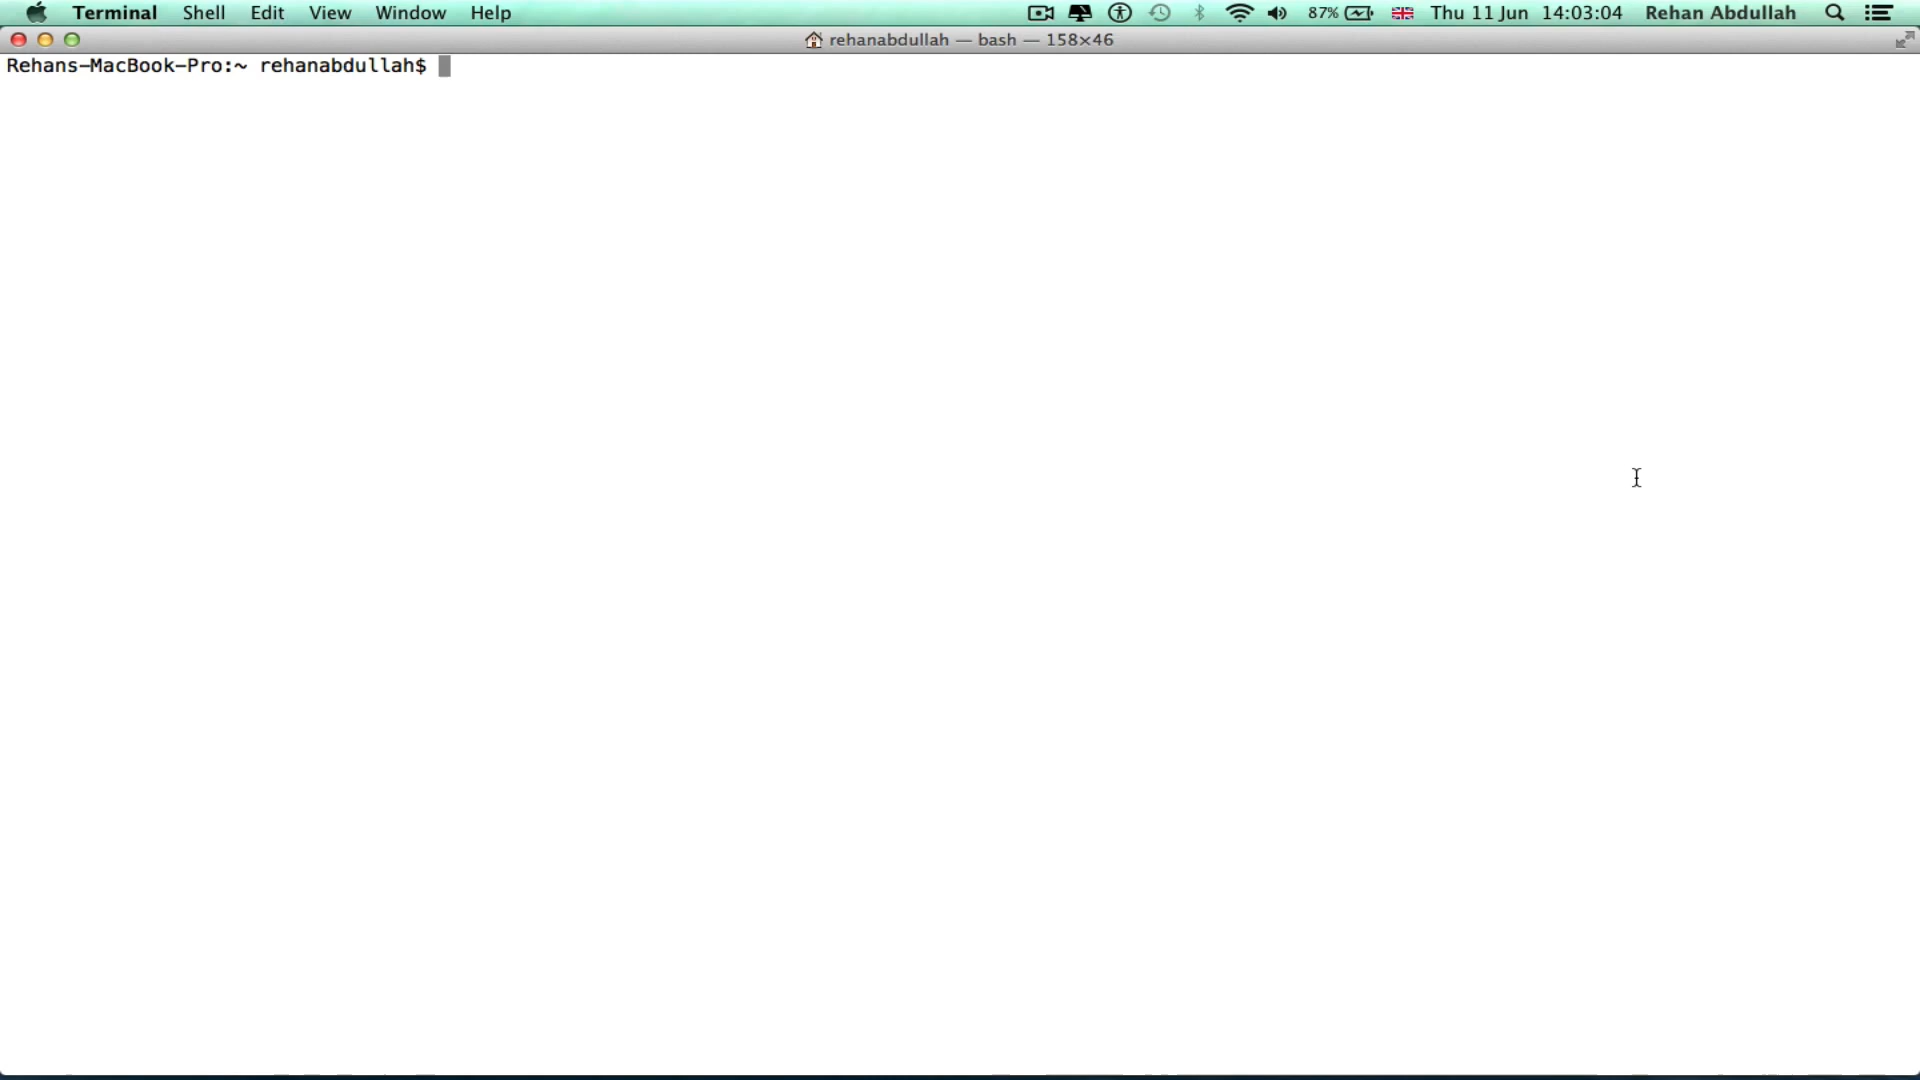 Terminal Shell Edit View Window Help 87% Thu 11 Jun 14:03:04 Rehan Abdullah
rehanabdullah — bash — 158×46
Rehans-MacBook-Pro:~ rehanabdullah$